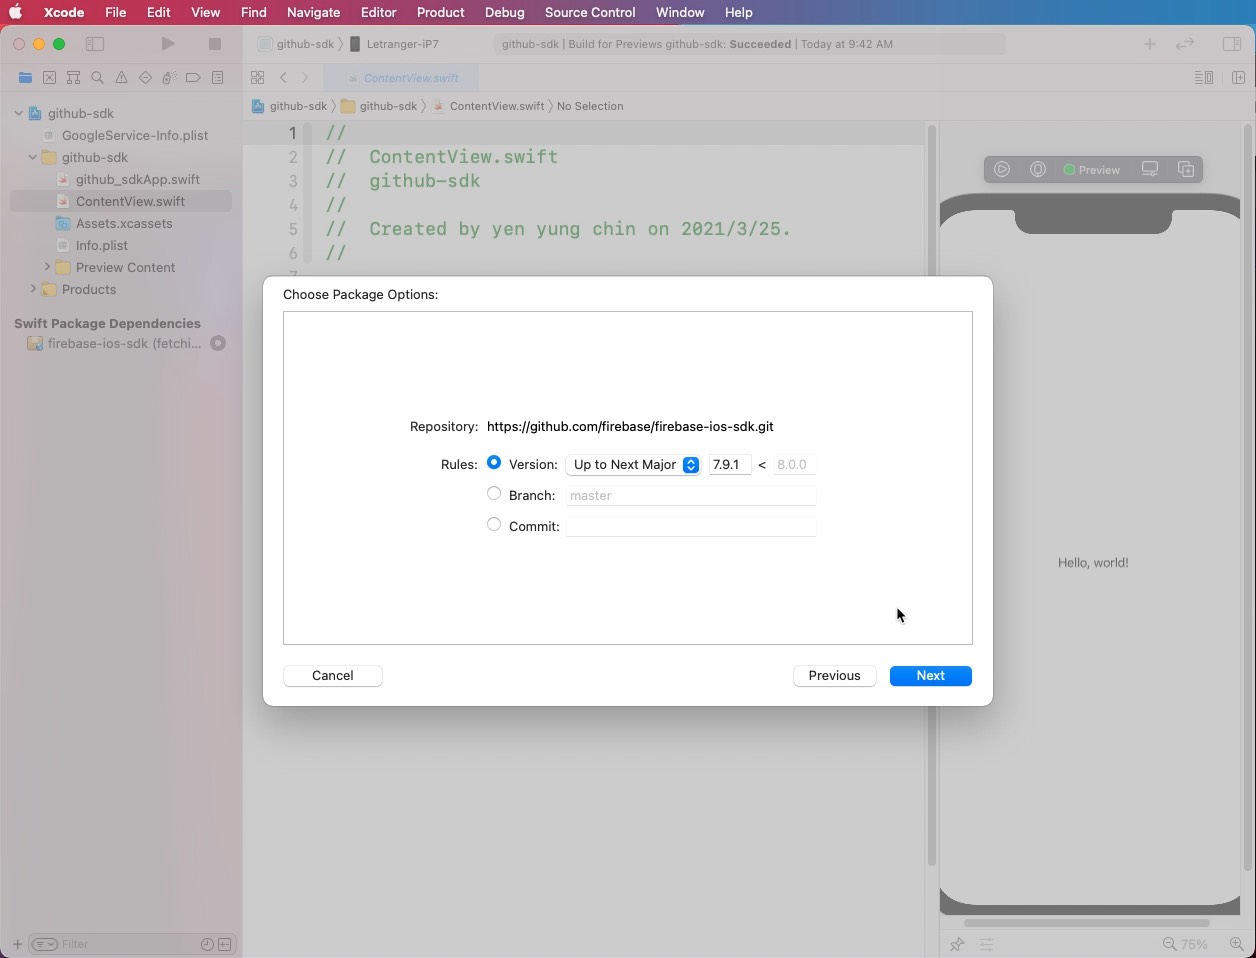 Xcode File Edit View Find Navigate Editor Product Debug Source Control Window Help
github-sdk Letranger-iP7 github-sdk | Build for Previews github-sdk: Succeeded | Today at 9:42 AM
ContentView.swift
github-sdk github-sdk ContentView.swift No Selection
github-sdk
GoogleService-Info.plist
github-sdk
github_sdkApp.swift
ContentView.swift
Assets.xcassets
Info.plist
Preview Content
Products
Swift Package Dependencies
firebase-ios-sdk (fetchi...
1 //
2 // ContentView.swift
3 // github-sdk
4 //
5 // Created by yen yung chin on 2021/3/25.
6 //
7
Preview
Hello, world!
Choose Package Options:
Repository: https://github.com/firebase/firebase-ios-sdk.git
Rules: Version: Up to Next Major 7.9.1 < 8.0.0
Branch: master
Commit:
Cancel Previous Next
Filter
75%